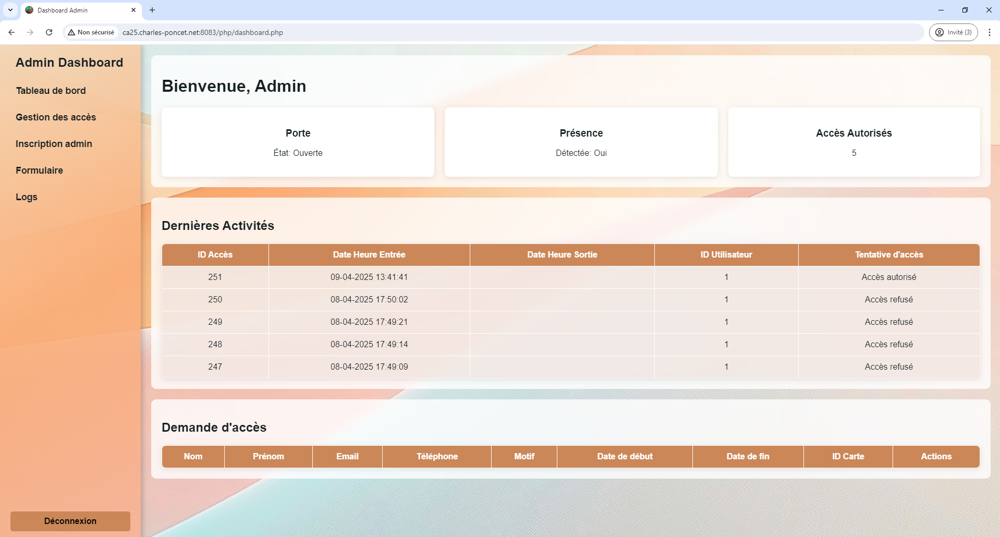 Dashboard Admin
Non sécurisé ca25.charles-poncet.net:8083/php/dashboard.php Invité (3)
Admin Dashboard
Tableau de bord
Gestion des accès
Inscription admin
Formulaire
Logs
Déconnexion
Bienvenue, Admin
Porte
État: Ouverte
Présence
Détectée: Oui
Accès Autorisés
5
Dernières Activités
ID Accès Date Heure Entrée Date Heure Sortie ID Utilisateur Tentative d'accès
251 09-04-2025 13:41:41 1 Accès autorisé
250 08-04-2025 17:50:02 1 Accès refusé
249 08-04-2025 17:49:21 1 Accès refusé
248 08-04-2025 17:49:14 1 Accès refusé
247 08-04-2025 17:49:09 1 Accès refusé
Demande d'accès
Nom Prénom Email Téléphone Motif Date de début Date de fin ID Carte Actions